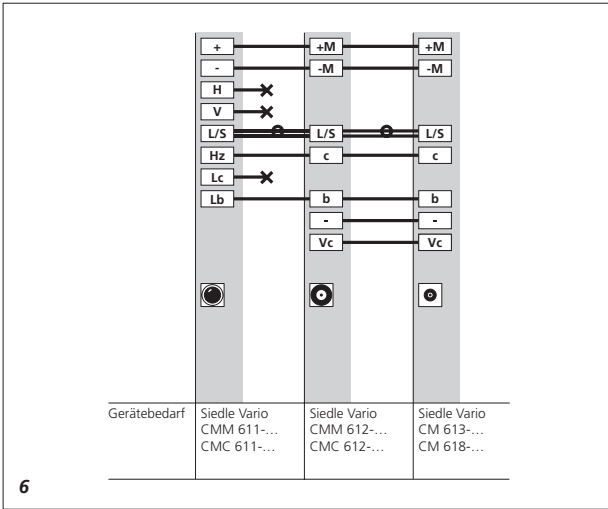 + +M +M
- -M -M
H
V
L/S L/S L/S
Hz c c
Lc
Lb b b
- -
Vc Vc
Gerätebedarf Siedle Vario Siedle Vario Siedle Vario
CMM 611-… CMM 612-… CM 613-…
CMC 611-… CMC 612-… CM 618-…
6